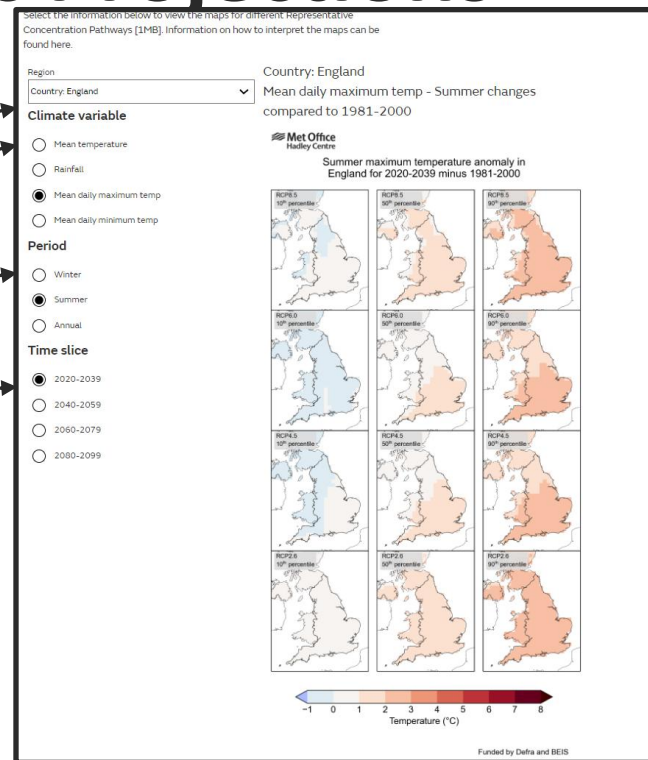 Select the information below to view the maps for different Representative
Concentration Pathways [1MB]. Information on how to interpret the maps can be
found here.
Region
Country: England
Climate variable
Mean temperature
Rainfall
Mean daily maximum temp
Mean daily minimum temp
Period
Winter
Summer
Annual
Time slice
2020-2039
2040-2059
2060-2079
2080-2099
Country: England
Mean daily maximum temp - Summer changes
compared to 1981-2000
Met Office
Hadley Centre
Summer maximum temperature anomaly in
England for 2020-2039 minus 1981-2000
RCP8.5
10th percentile
RCP8.5
50th percentile
RCP8.5
90th percentile
RCP6.0
10th percentile
RCP6.0
50th percentile
RCP6.0
90th percentile
RCP4.5
10th percentile
RCP4.5
50th percentile
RCP4.5
90th percentile
RCP2.6
10th percentile
RCP2.6
50th percentile
RCP2.6
90th percentile
-1 0 1 2 3 4 5 6 7 8
Temperature (°C)
Funded by Defra and BEIS